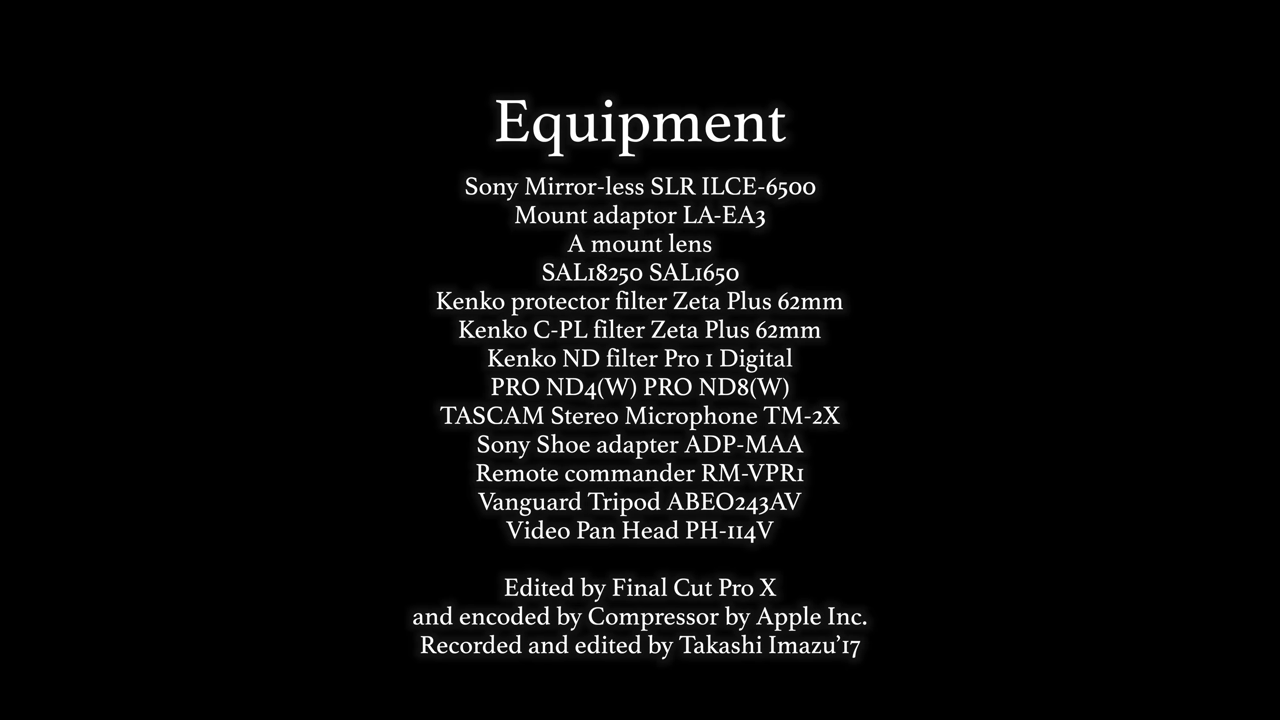 Equipment
Sony Mirror-less SLR ILCE-6500
Mount adaptor LA-EA3
A mount lens
SAL18250 SAL1650
Kenko protector filter Zeta Plus 62mm
Kenko C-PL filter Zeta Plus 62mm
Kenko ND filter Pro 1 Digital
PRO ND4(W) PRO ND8(W)
TASCAM Stereo Microphone TM-2X
Sony Shoe adapter ADP-MAA
Remote commander RM-VPR1
Vanguard Tripod ABEO243AV
Video Pan Head PH-114V
Edited by Final Cut Pro X
and encoded by Compressor by Apple Inc.
Recorded and edited by Takashi Imazu’17